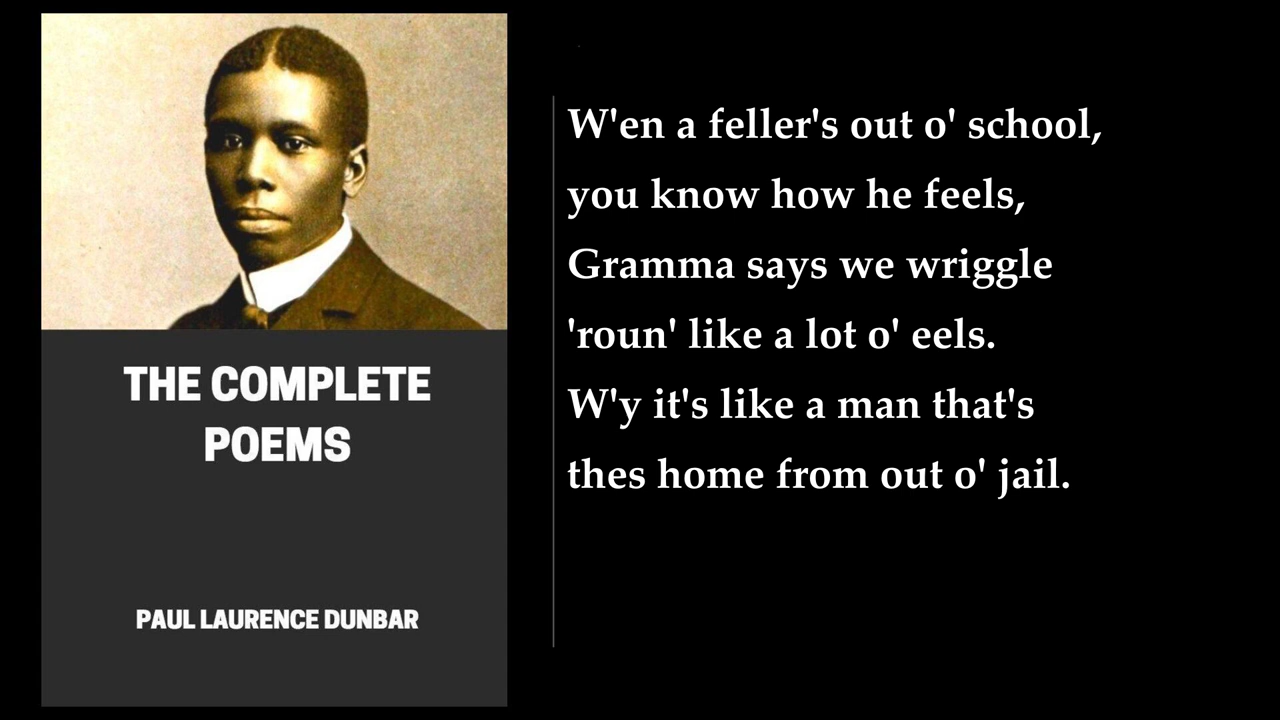 THE COMPLETE
POEMS
PAUL LAURENCE DUNBAR
W'en a feller's out o' school,
you know how he feels,
Gramma says we wriggle
'roun' like a lot o' eels.
W'y it's like a man that's
thes home from out o' jail.